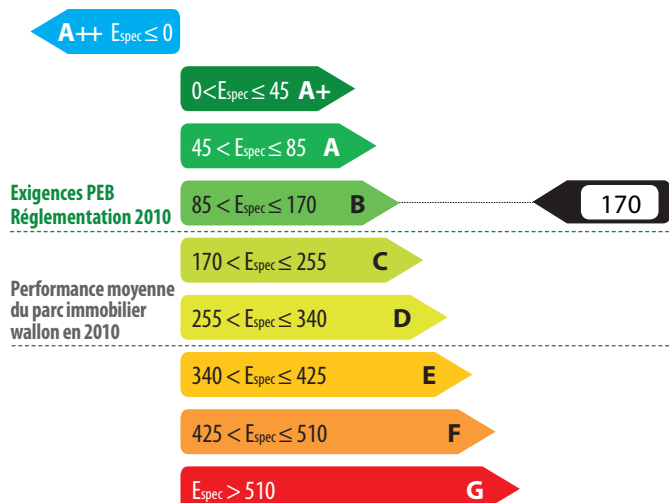 A++ Espec ≤ 0
0<Espec ≤ 45 A+
45 < Espec ≤ 85 A
Exigences PEB
Réglementation 2010
85 < Espec ≤ 170 B
170
170 < Espec ≤ 255 C
Performance moyenne
du parc immobilier
wallon en 2010
255 < Espec ≤ 340 D
340 < Espec ≤ 425 E
425 < Espec ≤ 510 F
Espec > 510 G